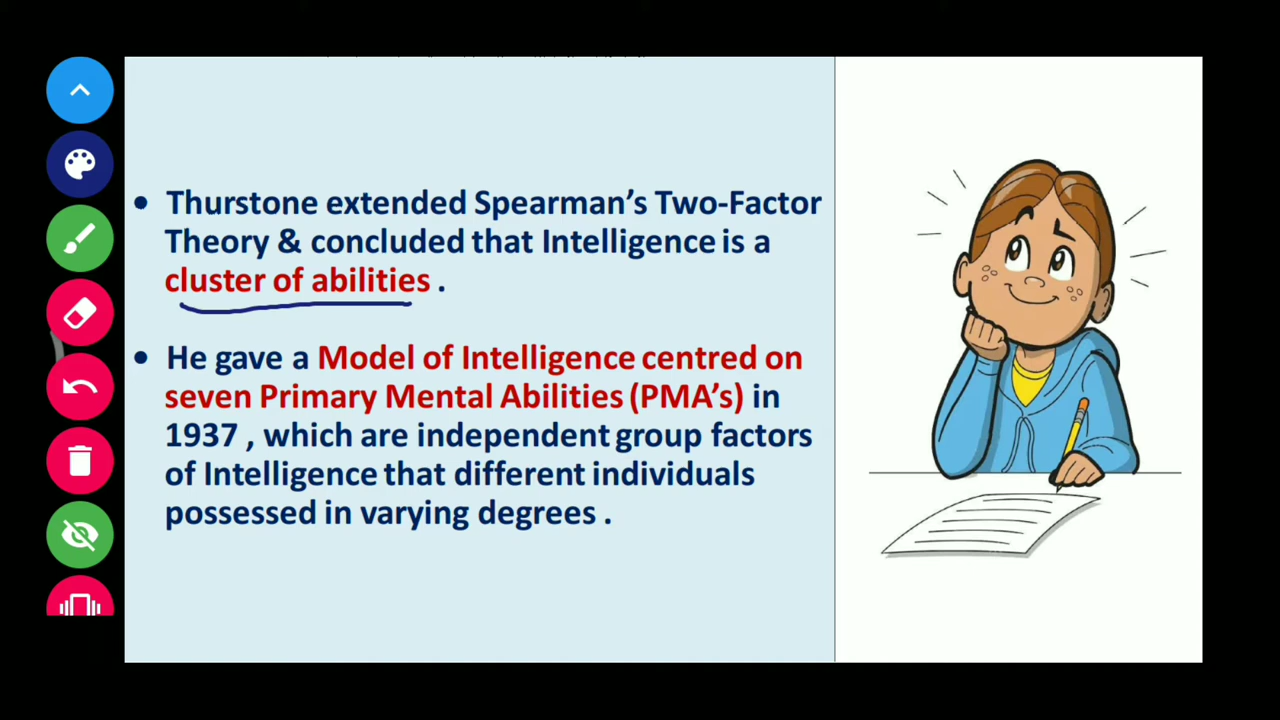 • Thurstone extended Spearman's Two-Factor
Theory & concluded that Intelligence is a
cluster of abilities .
• He gave a Model of Intelligence centred on
seven Primary Mental Abilities (PMA's) in
1937 , which are independent group factors
of Intelligence that different individuals
possessed in varying degrees .